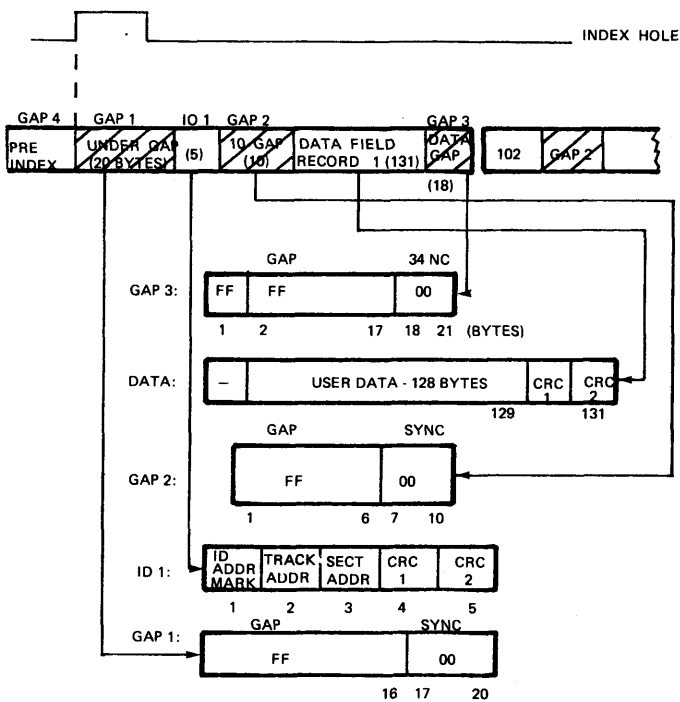 INDEX HOLE
GAP 4 GAP 1 IO 1 GAP 2 GAP 3
PRE INDEX
UNDER GAP (20 BYTES)
(5)
10 GAP (10)
DATA FIELD RECORD 1 (131)
DATA GAP
(18)
102
GAP 2
GAP 34 NC
GAP 3: FF FF 00
1 2 17 18 21 (BYTES)
DATA: – USER DATA - 128 BYTES CRC 1 CRC 2
129 131
GAP SYNC
GAP 2: FF 00
1 6 7 10
ID 1: ID ADDR MARK TRACK ADDR SECT ADDR CRC 1 CRC 2
1 2 3 4 5
GAP SYNC
GAP 1: FF 00
16 17 20